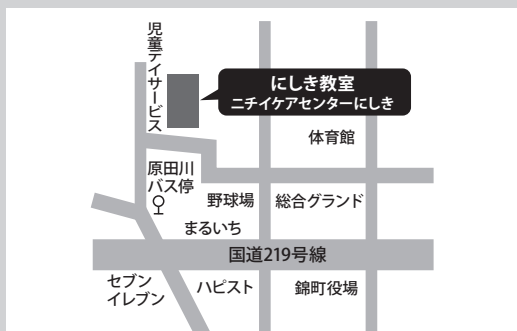 児童デイサービス
にしき教室
ニチイケアセンターにしき
体育館
原田川
バス停
野球場
総合グランド
まるいち
国道219号線
セブン
イレブン
ハピスト
錦町役場